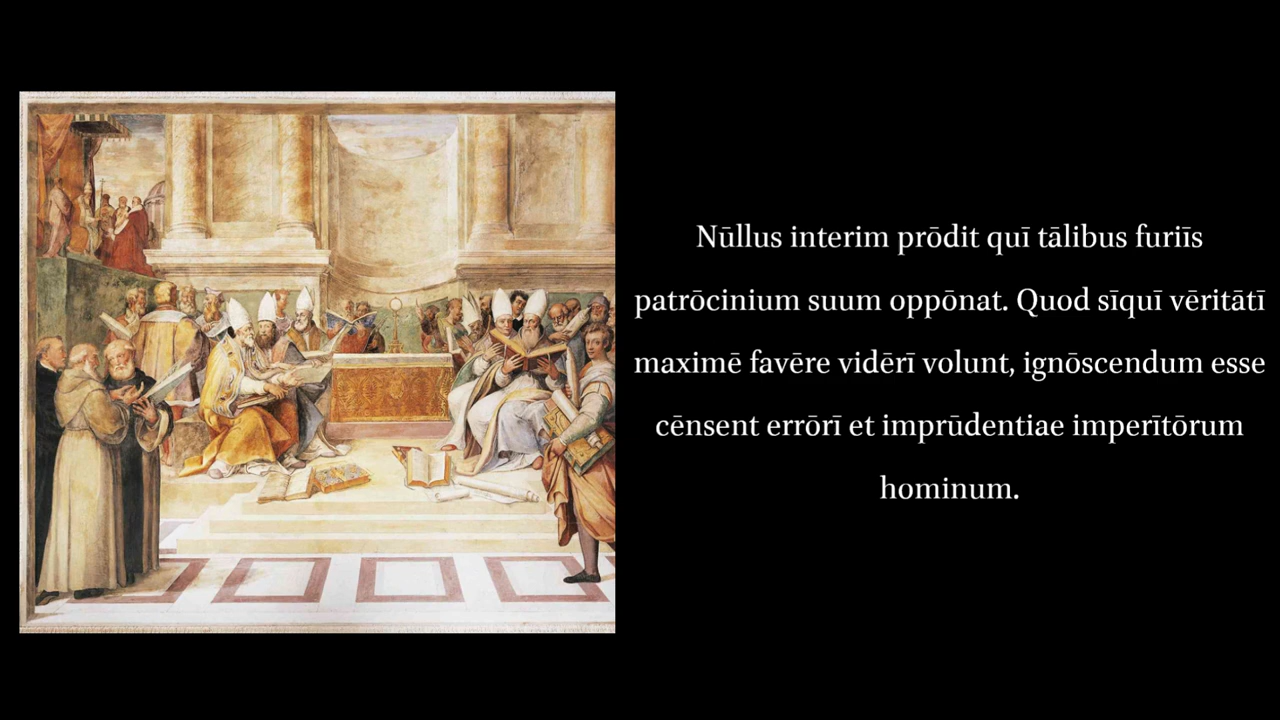 Nūllus interim prōdit quī tālibus furiīs
patrōcinium suum oppōnat. Quod sīquī vēritātī
maximē favēre vidērī volunt, ignōscendum esse
cēnsent errōrī et imprūdentiae imperītōrum
hominum.